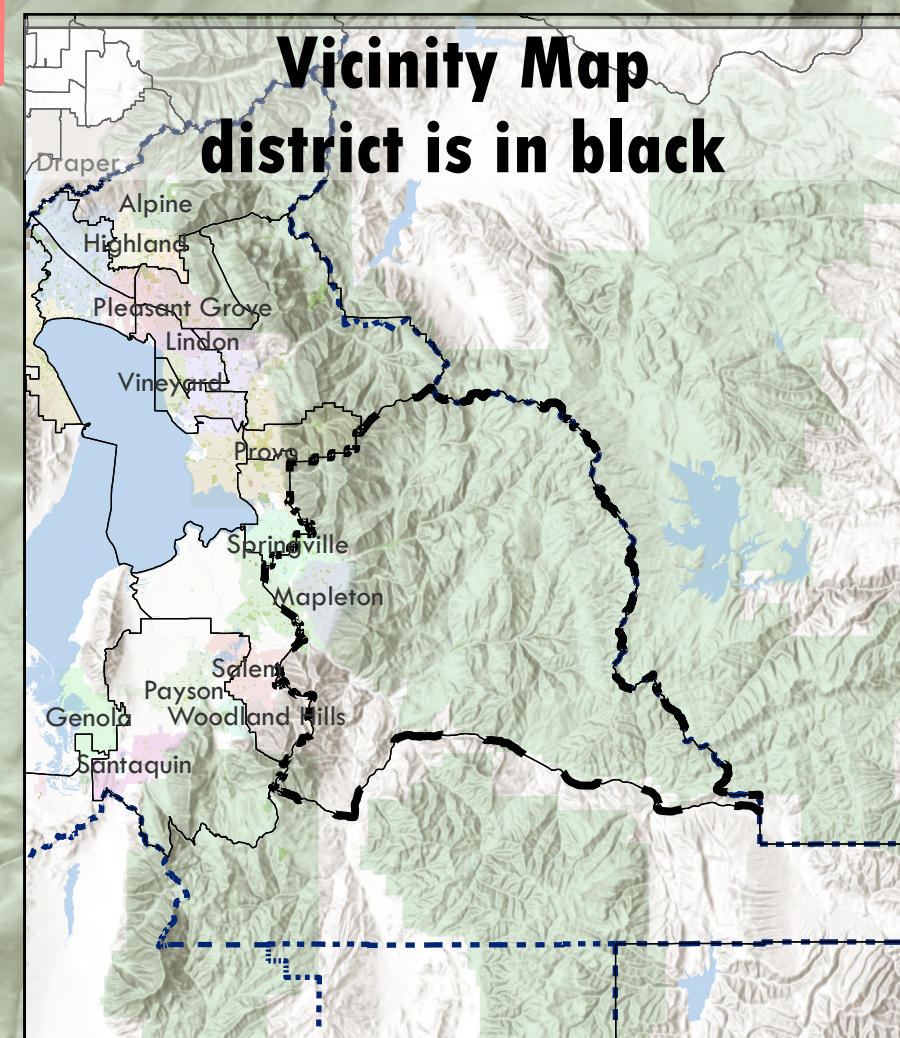 Vicinity Map
district is in black
Draper
Alpine
Highland
Pleasant Grove
Lindon
Vineyard
Provo
Springville
Mapleton
Salem
Payson
Woodland Hills
Genola
Santaquin